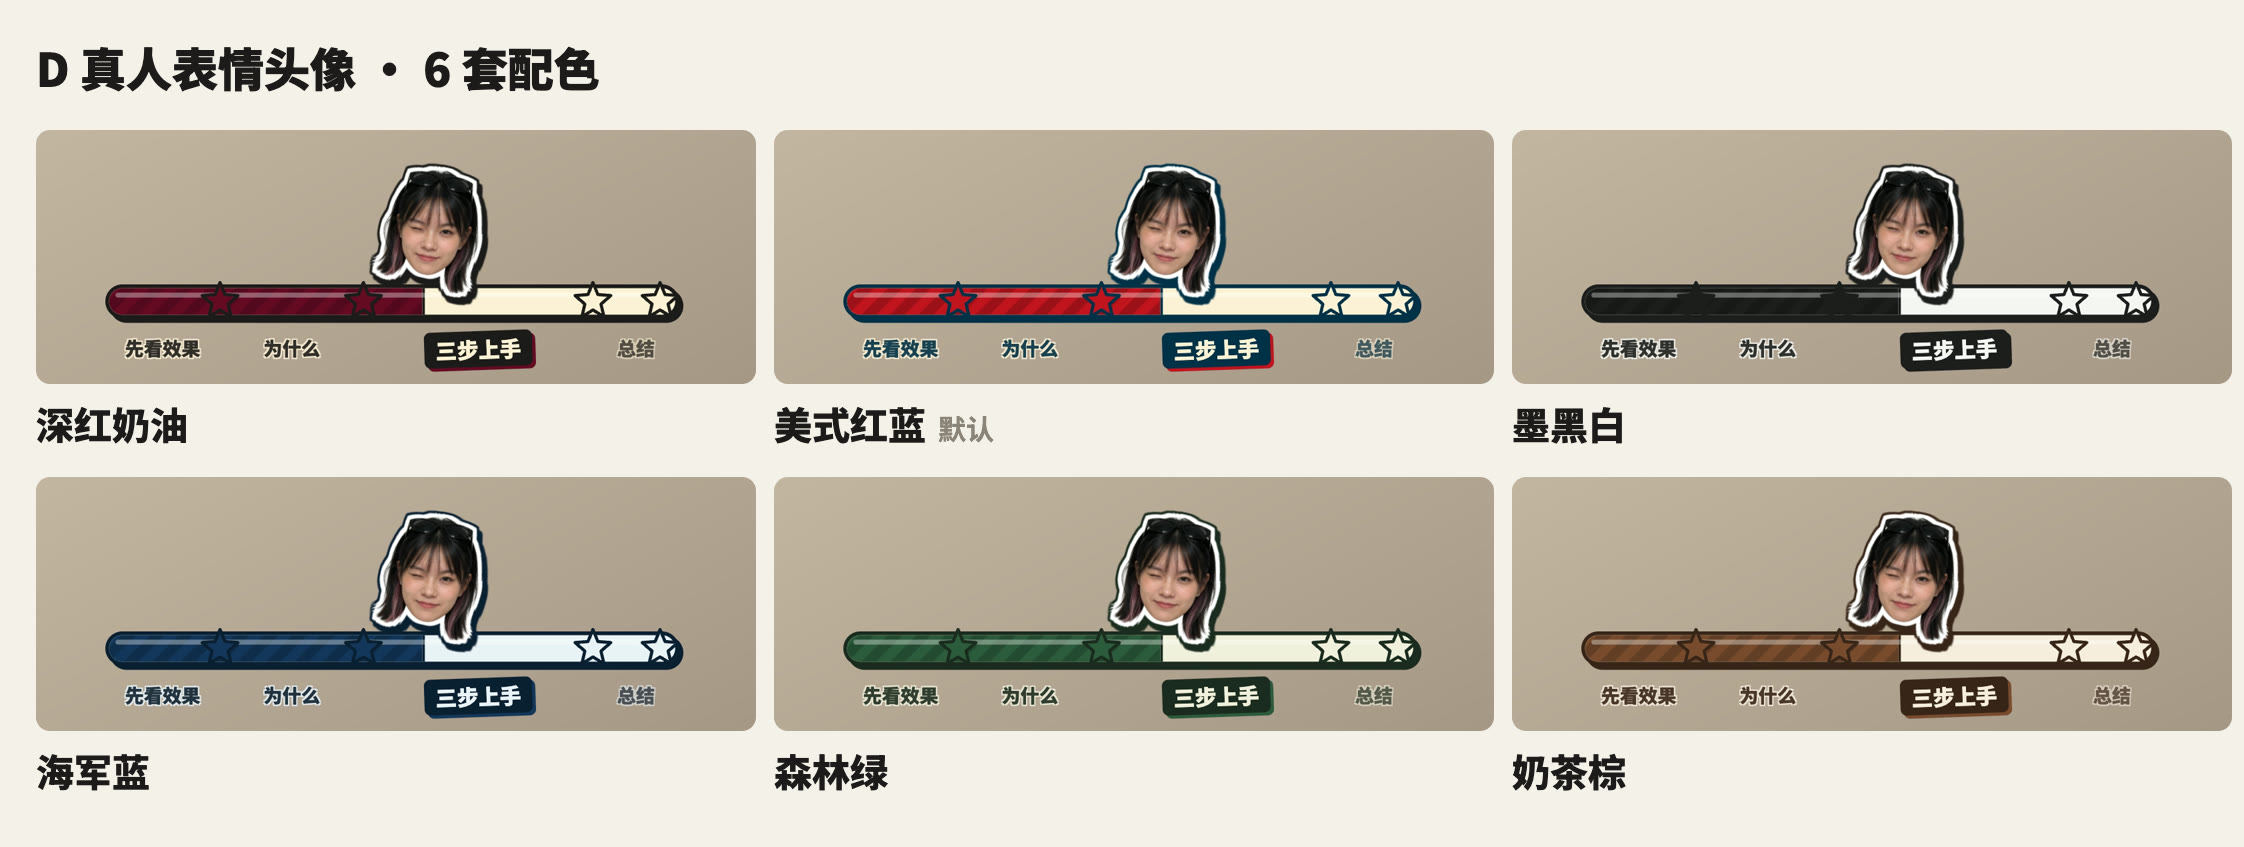 D 真人表情头像 · 6 套配色
先看效果 为什么 三步上手 总结
先看效果 为什么 三步上手 总结
先看效果 为什么 三步上手 总结
深红奶油
美式红蓝 默认
墨黑白
先看效果 为什么 三步上手 总结
先看效果 为什么 三步上手 总结
先看效果 为什么 三步上手 总结
海军蓝
森林绿
奶茶棕